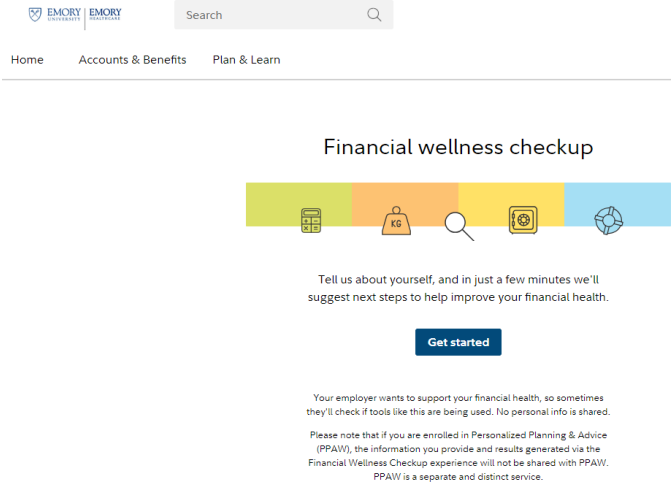 EMORY UNIVERSITY EMORY HEALTHCARE
Search
Home Accounts & Benefits Plan & Learn
Financial wellness checkup
KG
Tell us about yourself, and in just a few minutes we'll
suggest next steps to help improve your financial health.
Get started
Your employer wants to support your financial health, so sometimes
they'll check if tools like this are being used. No personal info is shared.
Please note that if you are enrolled in Personalized Planning & Advice
(PPAW), the information you provide and results generated via the
Financial Wellness Checkup experience will not be shared with PPAW.
PPAW is a separate and distinct service.